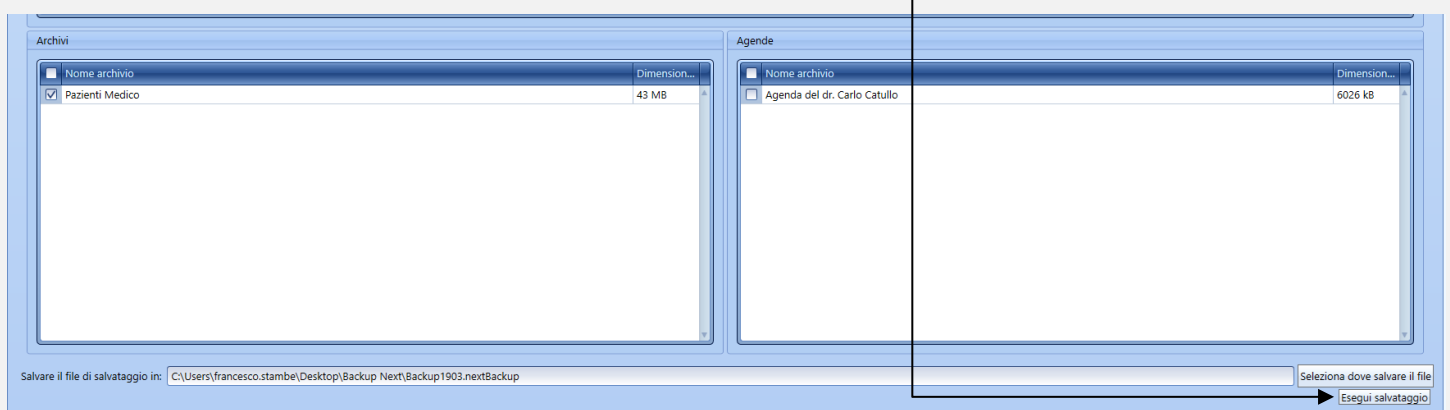 Archivi
Nome archivio Dimension...
Pazienti Medico 43 MB
Agende
Nome archivio Dimension...
Agenda del dr. Carlo Catullo 6026 kB
Salvare il file di salvataggio in: C:\Users\francesco.stambe\Desktop\Backup Next\Backup1903.nextBackup Seleziona dove salvare il file
Esegui salvataggio